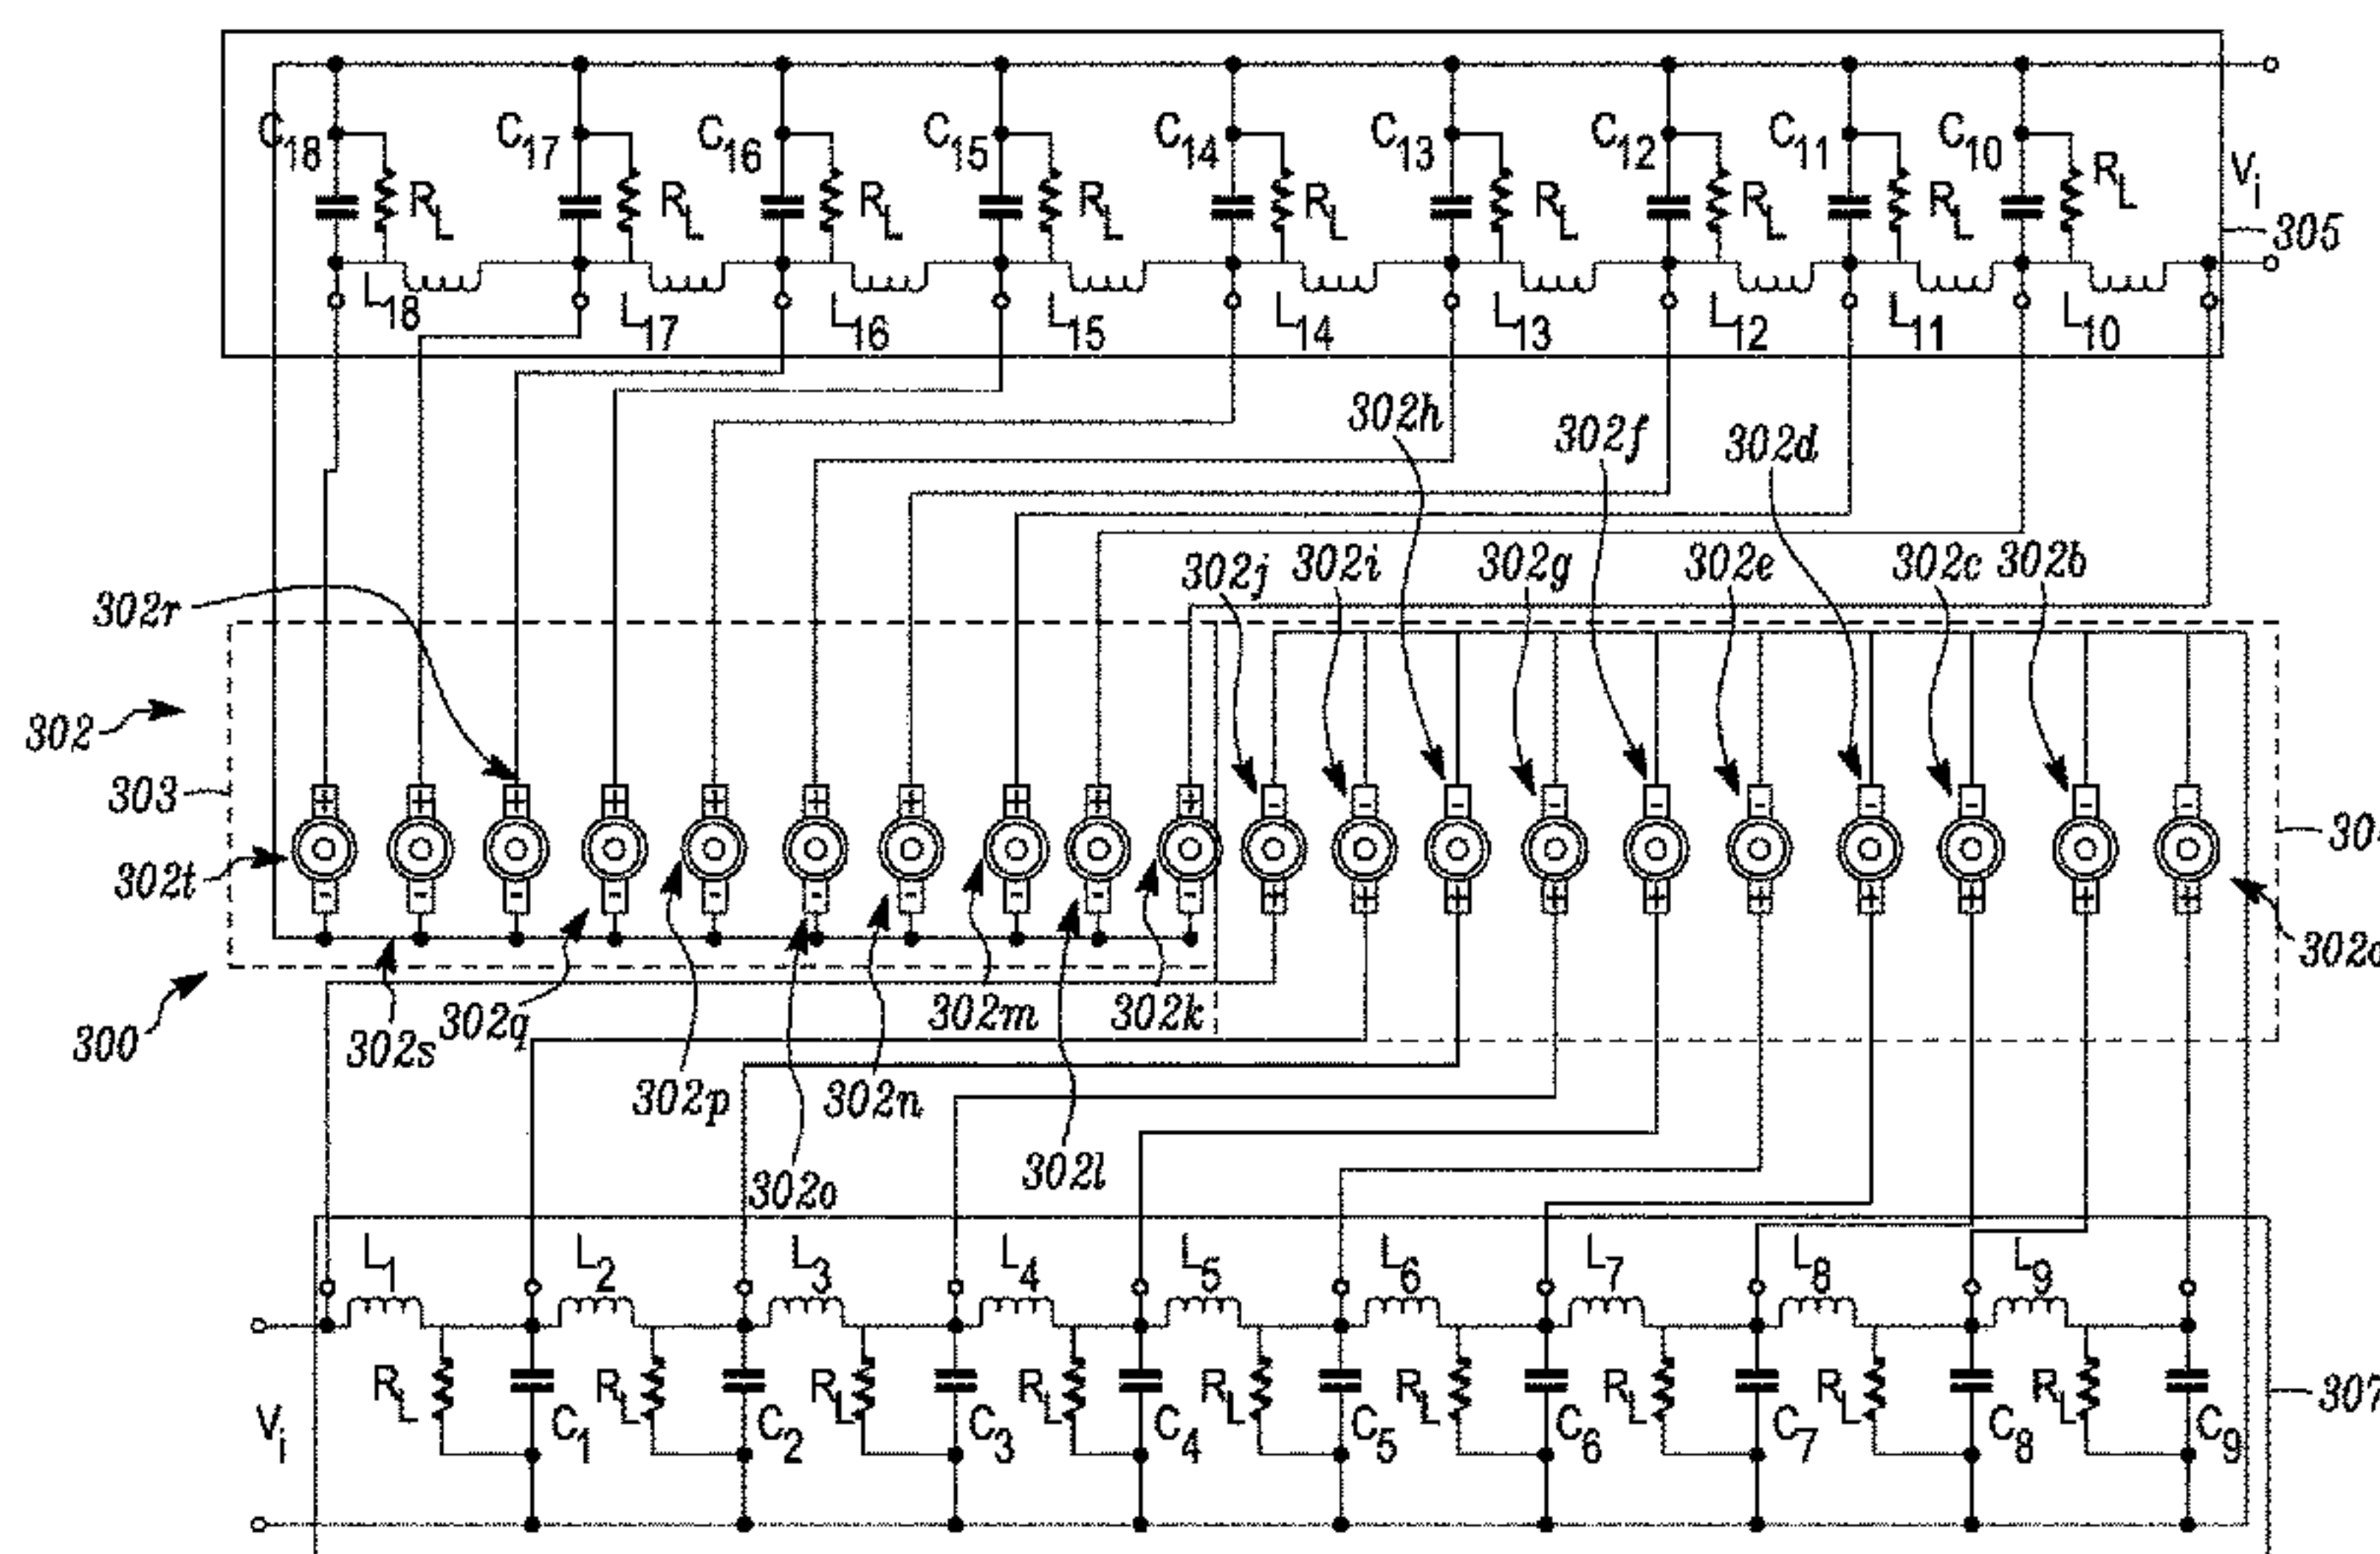 C18 C17 C16 C15 C14 C13 C12 C11 C10
RL RL RL RL RL RL RL RL RL Vi
305
L18 L17 L16 L15 L14 L13 L12 L11 L10
302h 302f 302d
302j 302i 302g 302e 302c 302b
302r
302
303
+ + + + + + + + + + - - - - - - - - - -
302t
- - - - - - - - - - + + + + + + + + + +
300
302s 302q 302m 302k
302p 302n
302o 302l
L1 L2 L3 L4 L5 L6 L7 L8 L9
RL RL RL RL RL RL RL RL RL
307
Vi C1 C2 C3 C4 C5 C6 C7 C8 C9